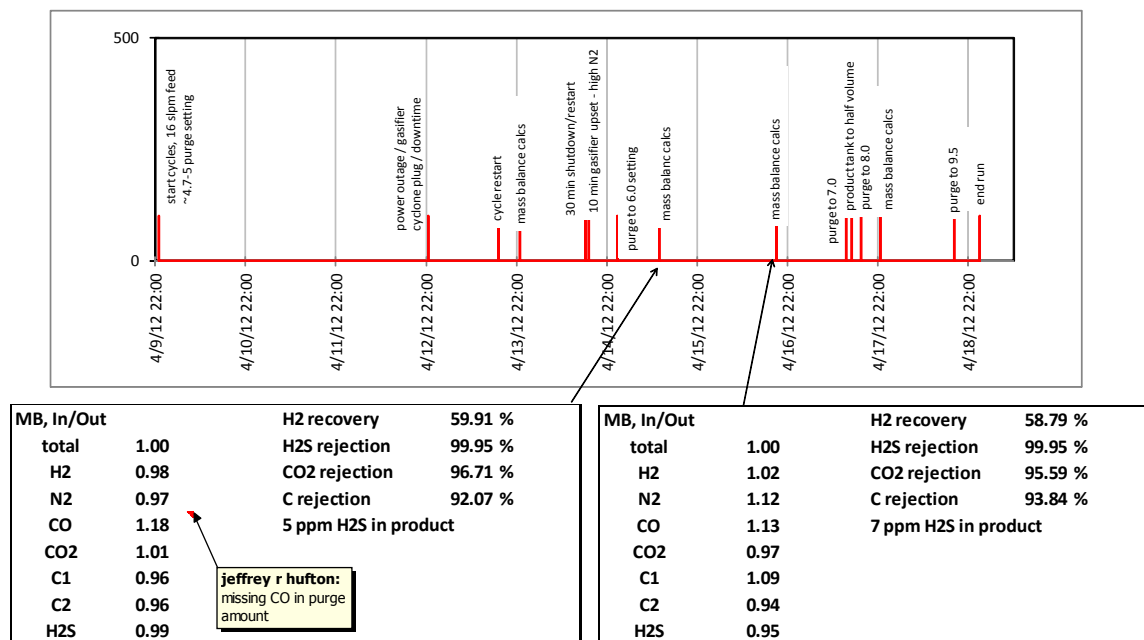 500
0
start cycles, 16 slpm feed
~4.7-5 purge setting
power outage / gasifier
cyclone plug / downtime
cycle restart
mass balance calcs
30 min shutdown/restart
10 min gasifier upset - high N2
purge to 6.0 setting
mass balanc calcs
mass balance calcs
purge to 7.0
product tank to half volume
purge to 8.0
mass balance calcs
purge to 9.5
end run
4/9/12 22:00
4/10/12 22:00
4/11/12 22:00
4/12/12 22:00
4/13/12 22:00
4/14/12 22:00
4/15/12 22:00
4/16/12 22:00
4/17/12 22:00
4/18/12 22:00
MB, In/Out H2 recovery 59.91 %
total 1.00 H2S rejection 99.95 %
H2 0.98 CO2 rejection 96.71 %
N2 0.97 C rejection 92.07 %
CO 1.18 5 ppm H2S in product
CO2 1.01
C1 0.96
C2 0.96
H2S 0.99
jeffrey r hufton:
missing CO in purge
amount
MB, In/Out H2 recovery 58.79 %
total 1.00 H2S rejection 99.95 %
H2 1.02 CO2 rejection 95.59 %
N2 1.12 C rejection 93.84 %
CO 1.13 7 ppm H2S in product
CO2 0.97
C1 1.09
C2 0.94
H2S 0.95